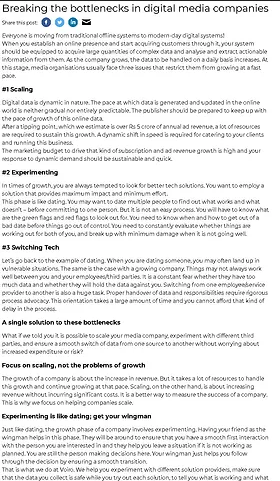 Breaking the bottlenecks in digital media companies
Share this post:
Everyone is moving from traditional offline systems to modern-day digital systems!
When you establish an online presence and start acquiring customers through it, your system
should be equipped to acquire large quantities of complex data and analyse and extract actionable
information from them. As the company grows, the data to be handled on a daily basis increases. At
this stage, media organisations usually face three issues that restrict them from growing at a fast
pace.
#1 Scaling
Digital data is dynamic in nature. The pace at which data is generated and updated in the online
world is neither gradual nor entirely predictable. The publisher should be prepared to keep up with
the pace of growth of this online data.
After a tipping point, which we estimate is over Rs 5 crore of annual ad revenue, a lot of resources
are required to sustain this growth. A dynamic shift in speed is required for catering to your clients
and running this business.
The marketing budget to drive that kind of subscription and ad revenue growth is high and your
response to dynamic demand should be sustainable and quick.
#2 Experimenting
In times of growth, you are always tempted to look for better tech solutions. You want to employ a
solution that provides maximum impact and minimum effort.
This phase is like dating. You may want to date multiple people to find out what works and what
doesn't – before committing to one person. But it is not an easy process. You will have to know what
are the green flags and red flags to look out for. You need to know when and how to get out of a
bad date before things go out of control. You need to constantly evaluate whether things are
working out for both of you, and break up with minimum damage when it is not going well.
#3 Switching Tech
Let's go back to the example of dating. When you are dating someone, you may often land up in
vulnerable situations. The same is the case with a growing company. Things may not always work
well between you and your employees/third parties. It is a constant fear whether they have too
much data and whether they will hold the data against you. Switching from one employee/service
provider to another is also a huge task. Proper handover of data and responsibilities require rigorous
process advocacy. This orientation takes a large amount of time and you cannot afford that kind of
delay in the process.
A single solution to these bottlenecks
What if we told you it is possible to scale your media company, experiment with different third
parties, and ensure a smooth switch of data from one source to another without worrying about
increased expenditure or risk?
Focus on scaling, not the problems of growth
The growth of a company is about the increase in revenue. But it takes a lot of resources to handle
this growth and continue growing at that pace. Scaling, on the other hand, is about increasing
revenue without incurring significant costs. It is a better way to measure the success of a company.
This is why we focus on helping companies scale.
Experimenting is like dating; get your wingman
Just like dating, the growth phase of a company involves experimenting. Having your friend as the
wingman helps in this phase. They will be around to ensure that you have a smooth first interaction
with the person you are interested in and they help you leave a situation if it is not working as
planned. You are still the person making decisions here. Your wingman just helps you follow
through the decision by ensuring a smooth transition.
That is what we do at Voiro. We help you experiment with different solution providers, make sure
that the data you collect is safe while you try out each solution, to tell you what is working and what